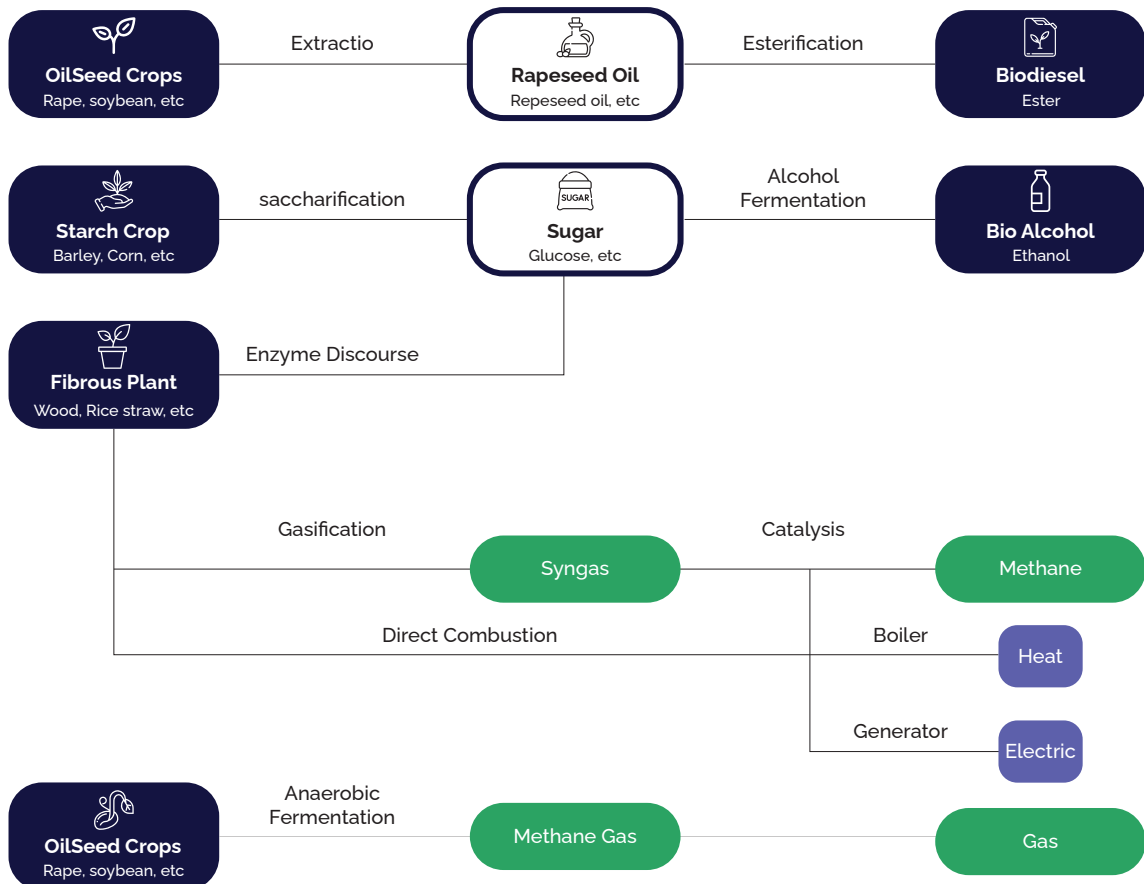 Extractio
Esterification
OilSeed Crops
Rape, soybean, etc
Rapeseed Oil
Repeseed oil, etc
Biodiesel
Ester
saccharification
Alcohol
Fermentation
Starch Crop
Barley, Corn, etc
SUGAR
Sugar
Glucose, etc
Bio Alcohol
Ethanol
Enzyme Discourse
Fibrous Plant
Wood, Rice straw, etc
Gasification
Catalysis
Syngas
Methane
Direct Combustion
Boiler
Heat
Generator
Electric
Anaerobic
Fermentation
OilSeed Crops
Rape, soybean, etc
Methane Gas
Gas